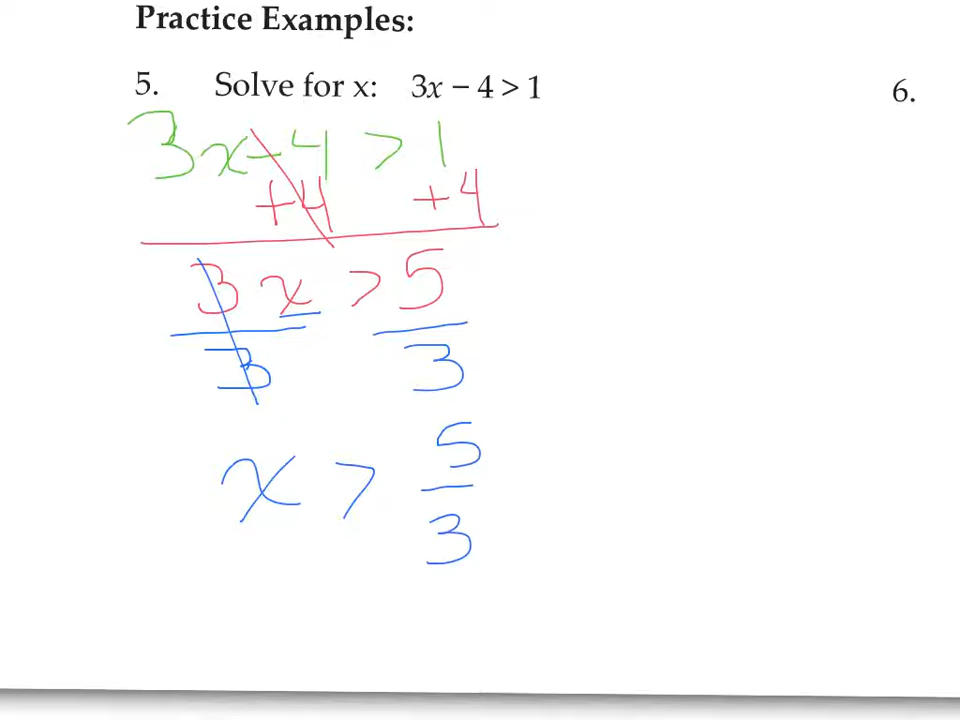 Practice Examples:
5. Solve for x: 3x − 4 > 1 6.
3x − 4 > 1
+4 +4
3x > 5
3 3
x > 5
3